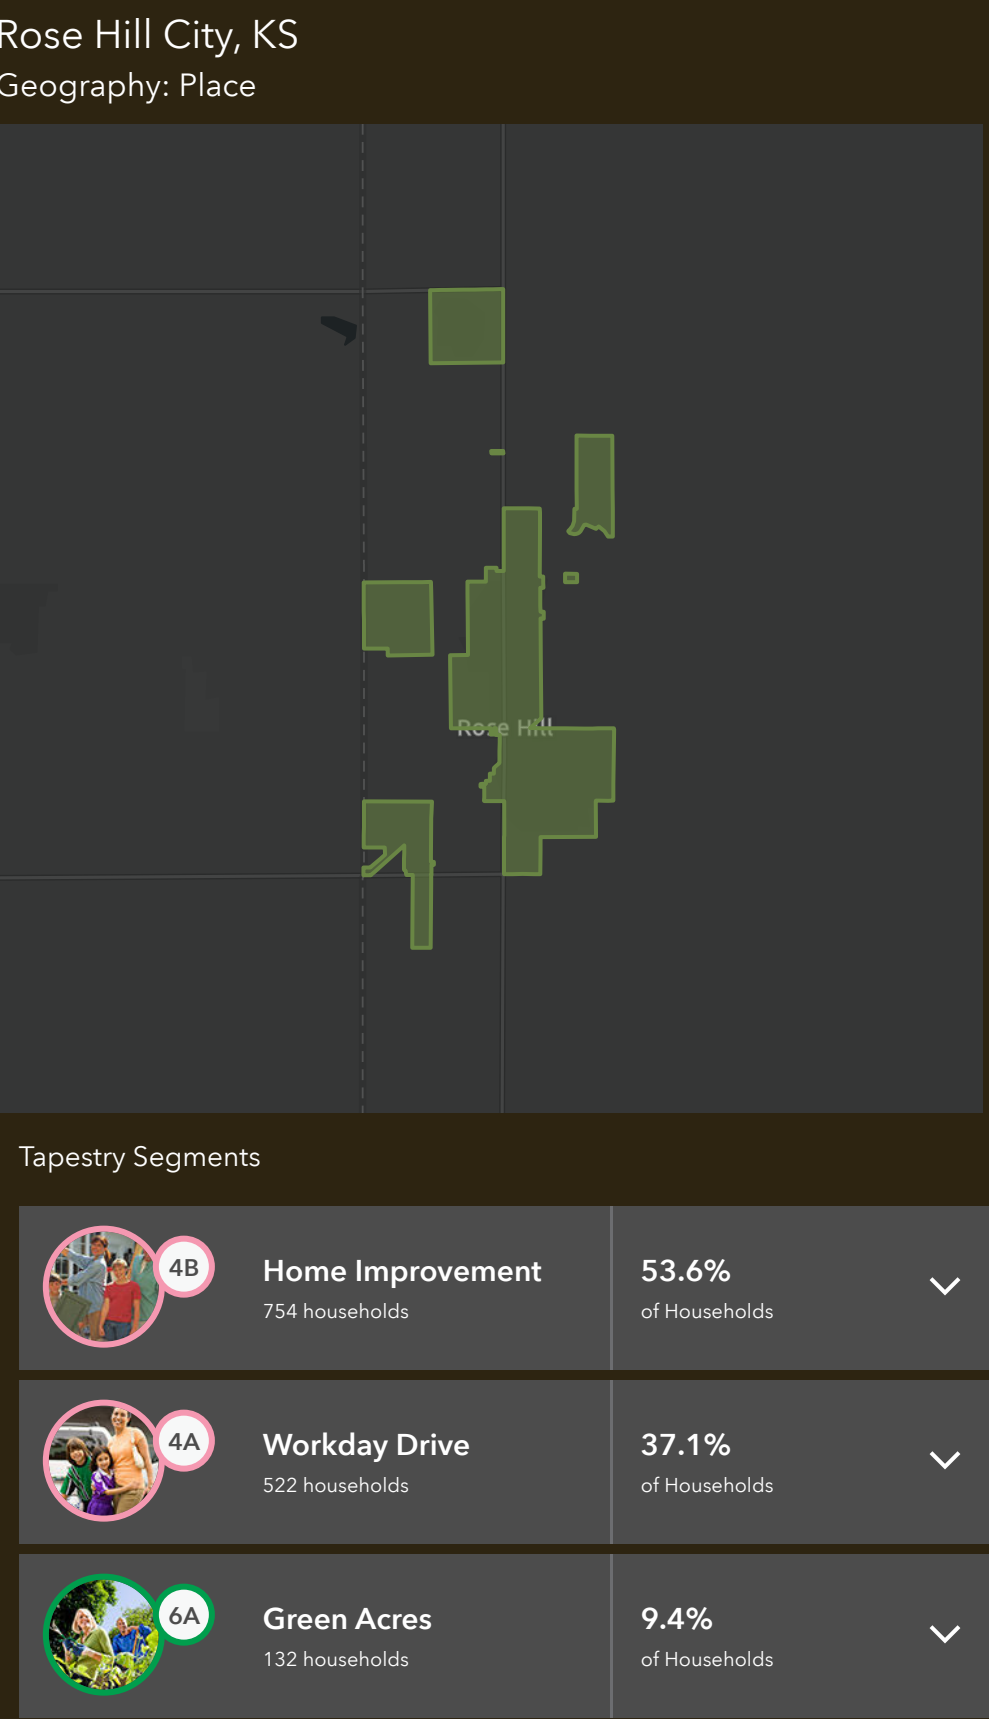 Rose Hill City, KS
Geography: Place
Rose Hill
Tapestry Segments
4B
Home Improvement
754 households
53.6%
of Households
4A
Workday Drive
522 households
37.1%
of Households
6A
Green Acres
132 households
9.4%
of Households